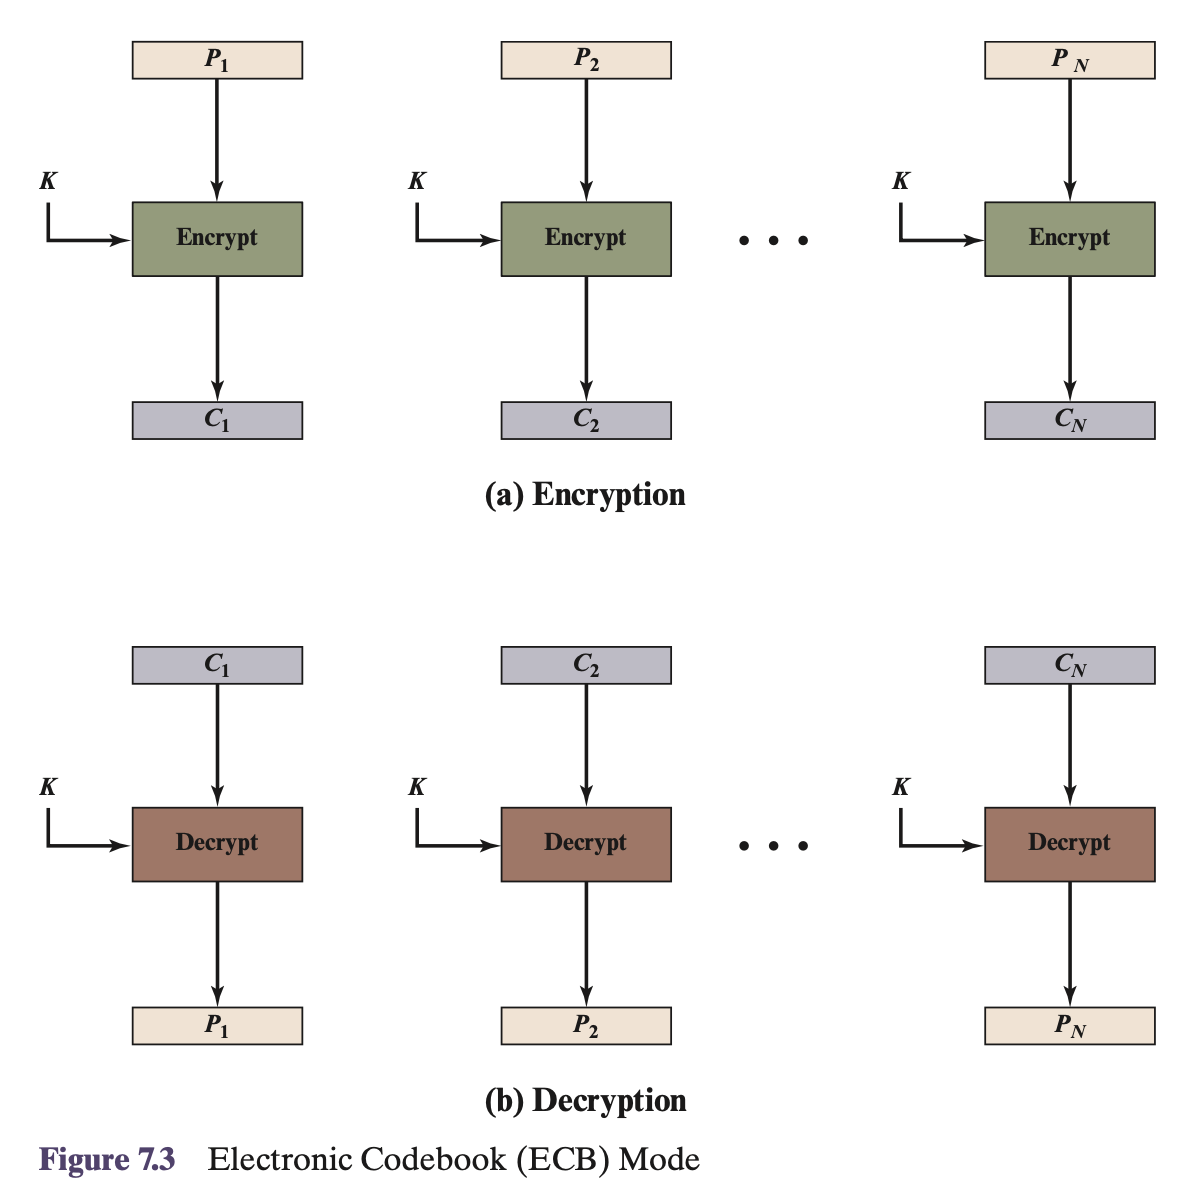 P1 P2 P N
K K K
Encrypt Encrypt • • • Encrypt
C1 C2 CN
(a) Encryption
C1 C2 CN
K K K
Decrypt Decrypt • • • Decrypt
P1 P2 PN
(b) Decryption
Figure 7.3 Electronic Codebook (ECB) Mode